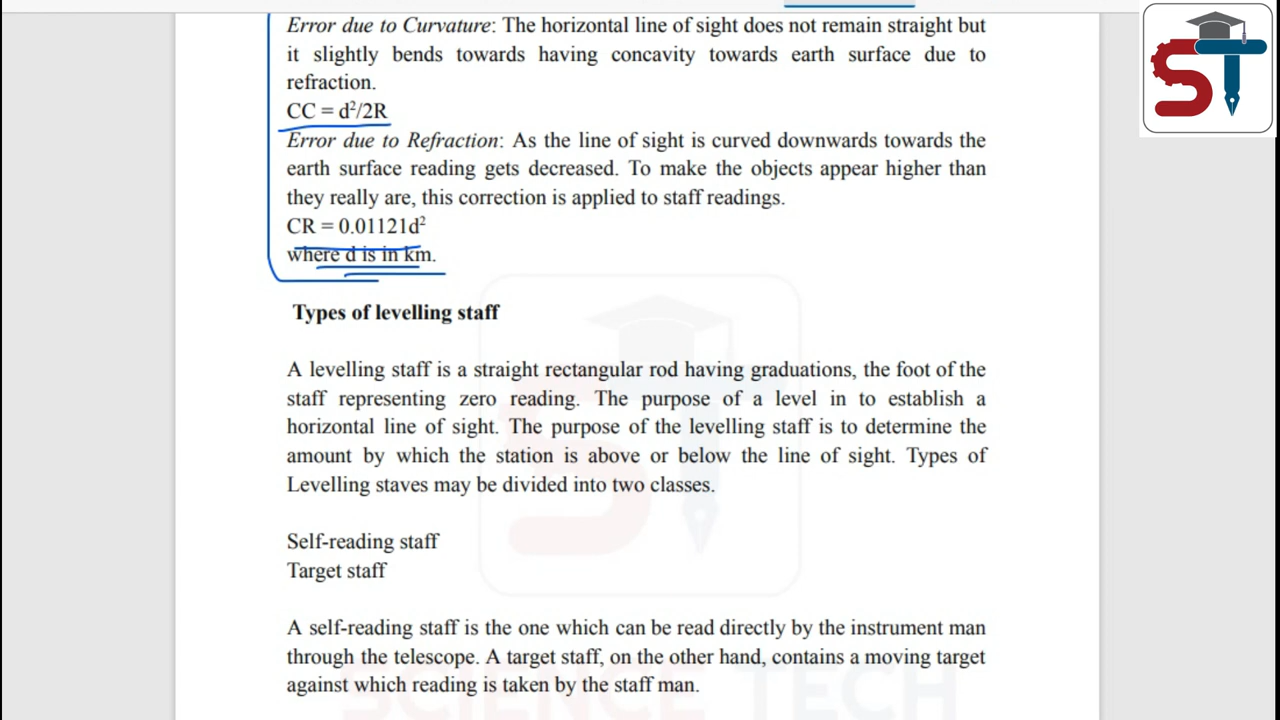 Error due to Curvature: The horizontal line of sight does not remain straight but
it slightly bends towards having concavity towards earth surface due to
refraction.
CC = d²/2R
Error due to Refraction: As the line of sight is curved downwards towards the
earth surface reading gets decreased. To make the objects appear higher than
they really are, this correction is applied to staff readings.
CR = 0.01121d²
where d is in km.
Types of levelling staff
A levelling staff is a straight rectangular rod having graduations, the foot of the
staff representing zero reading. The purpose of a level in to establish a
horizontal line of sight. The purpose of the levelling staff is to determine the
amount by which the station is above or below the line of sight. Types of
Levelling staves may be divided into two classes.
Self-reading staff
Target staff
A self-reading staff is the one which can be read directly by the instrument man
through the telescope. A target staff, on the other hand, contains a moving target
against which reading is taken by the staff man.
SCIENCE TECH
ST